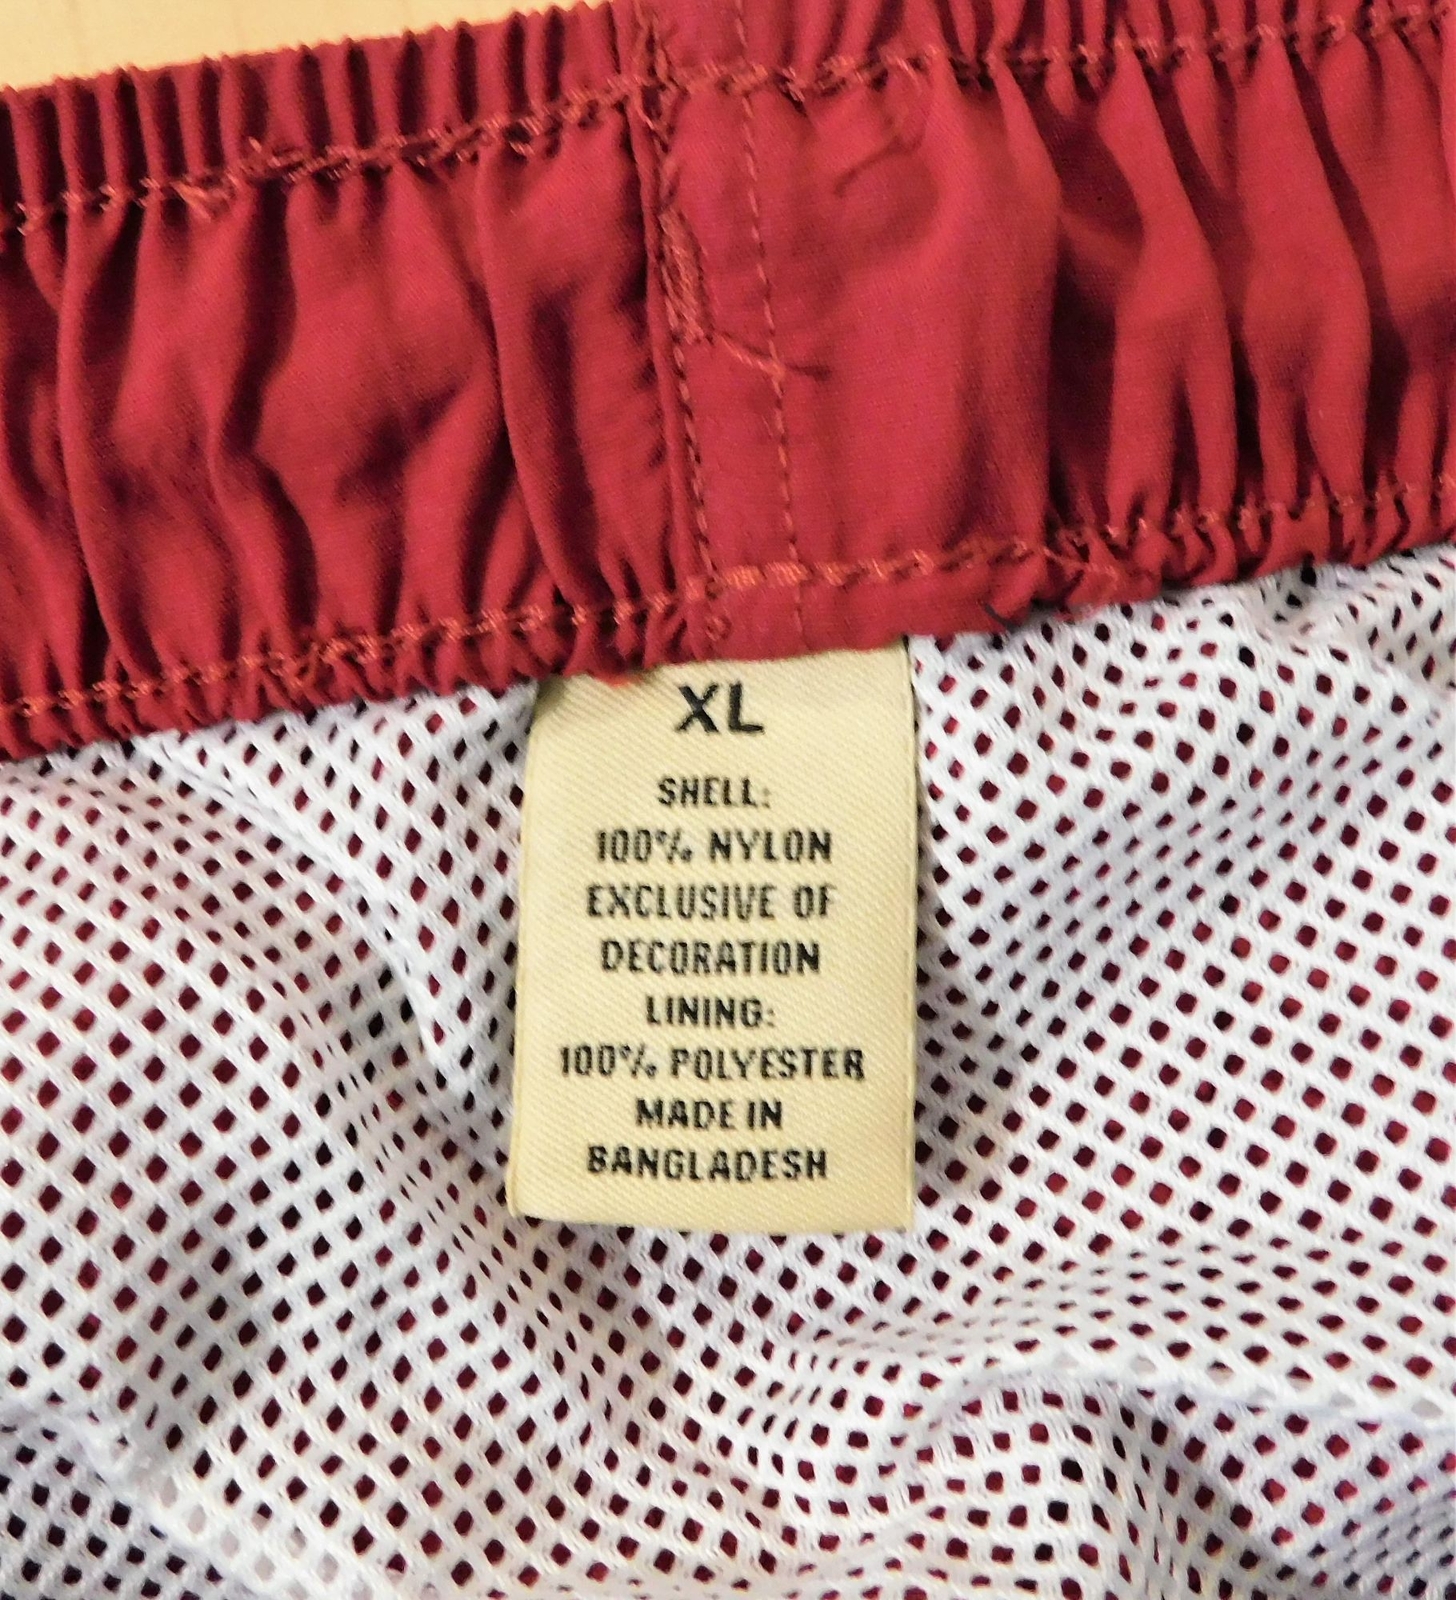 XL
SHELL:
100% NYLON
EXCLUSIVE OF
DECORATION
LINING:
100% POLYESTER
MADE IN
BANGLADESH